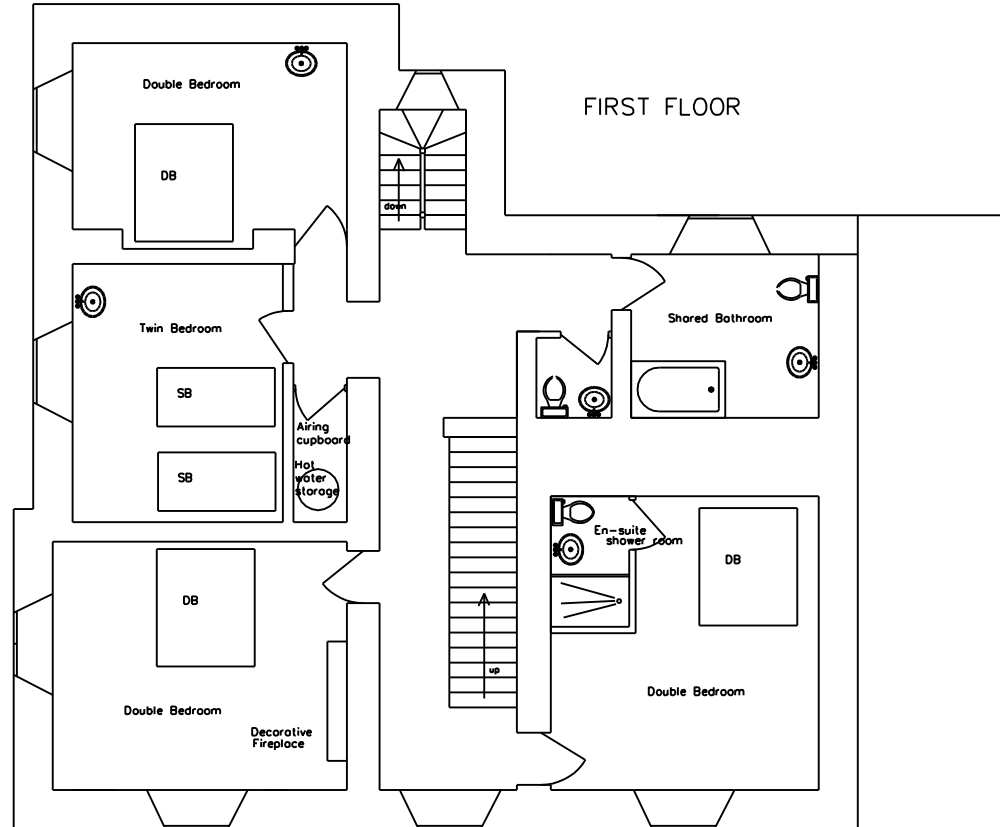 Double Bedroom
FIRST FLOOR
DB
down
Twin Bedroom
Shared Bathroom
SB
Airing
cupboard
Hot
water
storage
SB
En-suite
shower room
DB
DB
up
Double Bedroom
Double Bedroom
Decorative
Fireplace